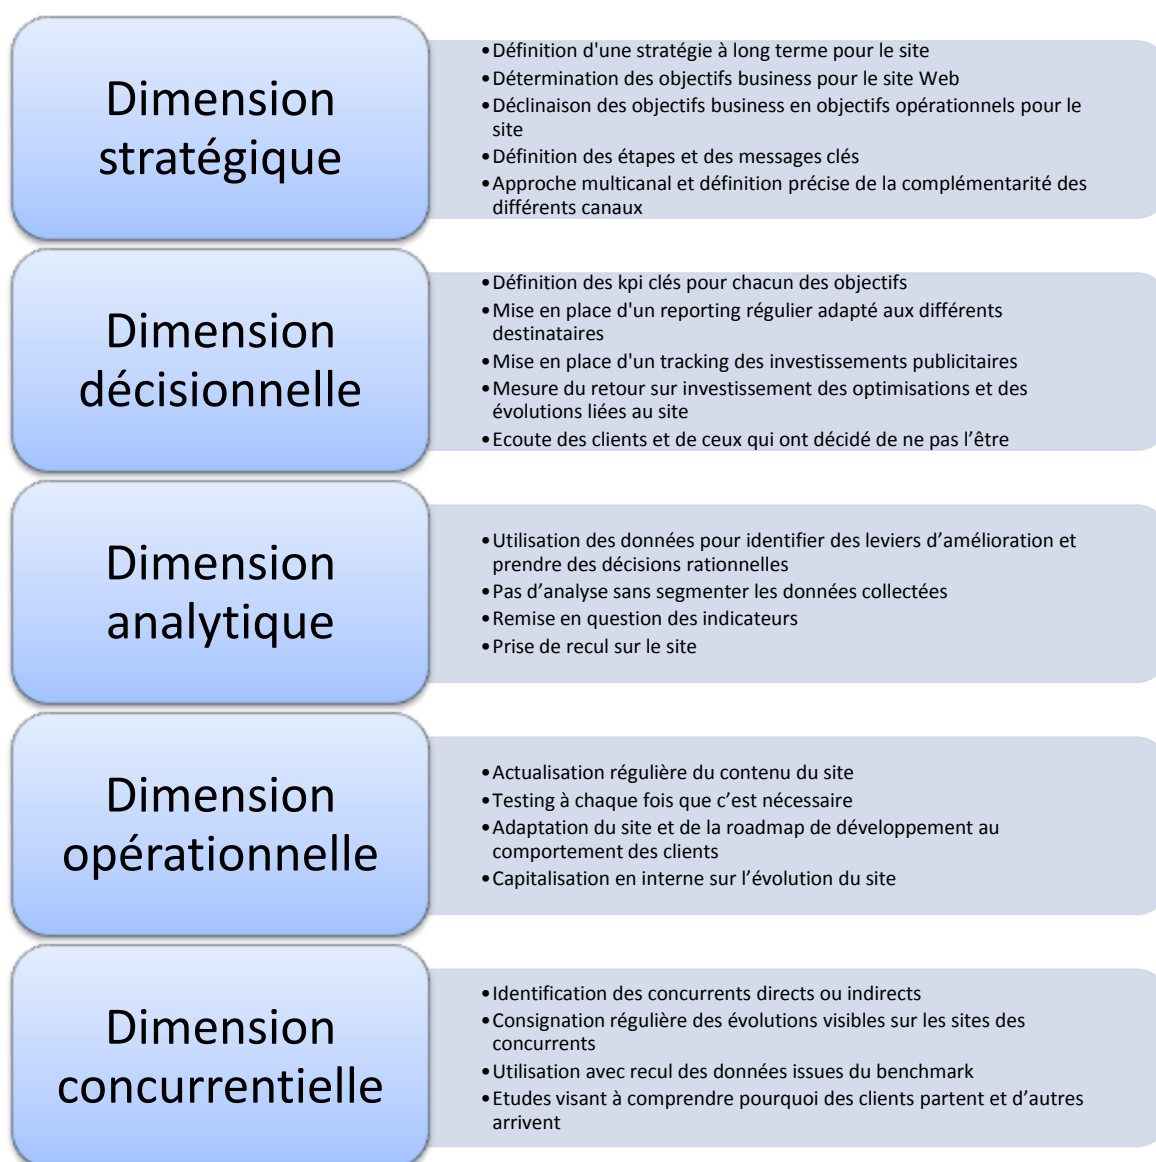 Dimension
stratégique
•Définition d'une stratégie à long terme pour le site
•Détermination des objectifs business pour le site Web
•Déclinaison des objectifs business en objectifs opérationnels pour le
site
•Définition des étapes et des messages clés
•Approche multicanal et définition précise de la complémentarité des
différents canaux
Dimension
décisionnelle
•Définition des kpi clés pour chacun des objectifs
•Mise en place d'un reporting régulier adapté aux différents
destinataires
•Mise en place d'un tracking des investissements publicitaires
•Mesure du retour sur investissement des optimisations et des
évolutions liées au site
•Ecoute des clients et de ceux qui ont décidé de ne pas l’être
Dimension
analytique
•Utilisation des données pour identifier des leviers d’amélioration et
prendre des décisions rationnelles
•Pas d’analyse sans segmenter les données collectées
•Remise en question des indicateurs
•Prise de recul sur le site
Dimension
opérationnelle
•Actualisation régulière du contenu du site
•Testing à chaque fois que c’est nécessaire
•Adaptation du site et de la roadmap de développement au
comportement des clients
•Capitalisation en interne sur l’évolution du site
Dimension
concurrentielle
•Identification des concurrents directs ou indirects
•Consignation régulière des évolutions visibles sur les sites des
concurrents
•Utilisation avec recul des données issues du benchmark
•Etudes visant à comprendre pourquoi des clients partent et d’autres
arrivent